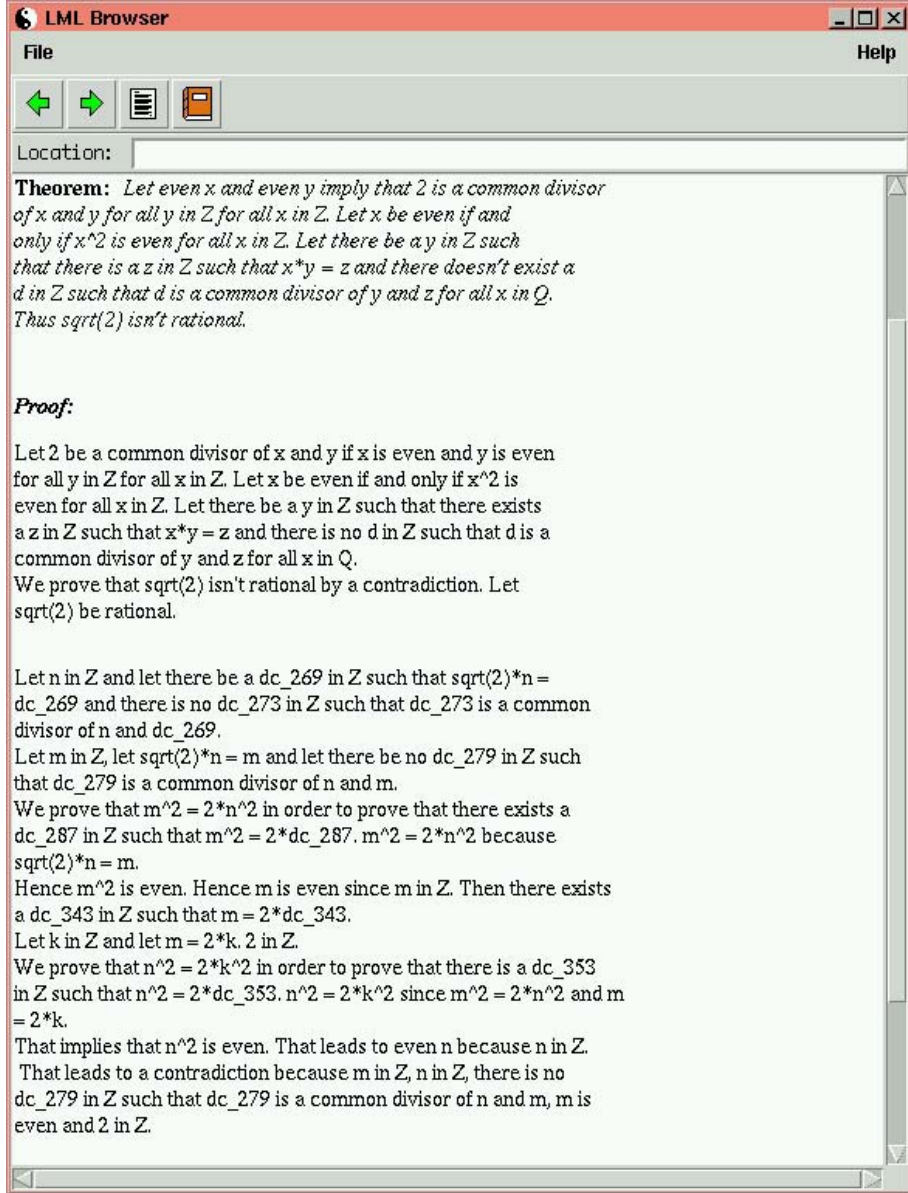 LML Browser
File Help
Location:
Theorem: Let even x and even y imply that 2 is a common divisor
of x and y for all y in Z for all x in Z. Let x be even if and
only if x^2 is even for all x in Z. Let there be a y in Z such
that there is a z in Z such that x*y = z and there doesn't exist a
d in Z such that d is a common divisor of y and z for all x in Q.
Thus sqrt(2) isn't rational.
Proof:
Let 2 be a common divisor of x and y if x is even and y is even
for all y in Z for all x in Z. Let x be even if and only if x^2 is
even for all x in Z. Let there be a y in Z such that there exists
a z in Z such that x*y = z and there is no d in Z such that d is a
common divisor of y and z for all x in Q.
We prove that sqrt(2) isn't rational by a contradiction. Let
sqrt(2) be rational.
Let n in Z and let there be a dc_269 in Z such that sqrt(2)*n =
dc_269 and there is no dc_273 in Z such that dc_273 is a common
divisor of n and dc_269.
Let m in Z, let sqrt(2)*n = m and let there be no dc_279 in Z such
that dc_279 is a common divisor of n and m.
We prove that m^2 = 2*n^2 in order to prove that there exists a
dc_287 in Z such that m^2 = 2*dc_287. m^2 = 2*n^2 because
sqrt(2)*n = m.
Hence m^2 is even. Hence m is even since m in Z. Then there exists
a dc_343 in Z such that m = 2*dc_343.
Let k in Z and let m = 2*k. 2 in Z.
We prove that n^2 = 2*k^2 in order to prove that there is a dc_353
in Z such that n^2 = 2*dc_353. n^2 = 2*k^2 since m^2 = 2*n^2 and m
= 2*k.
That implies that n^2 is even. That leads to even n because n in Z.
That leads to a contradiction because m in Z, n in Z, there is no
dc_279 in Z such that dc_279 is a common divisor of n and m, m is
even and 2 in Z.